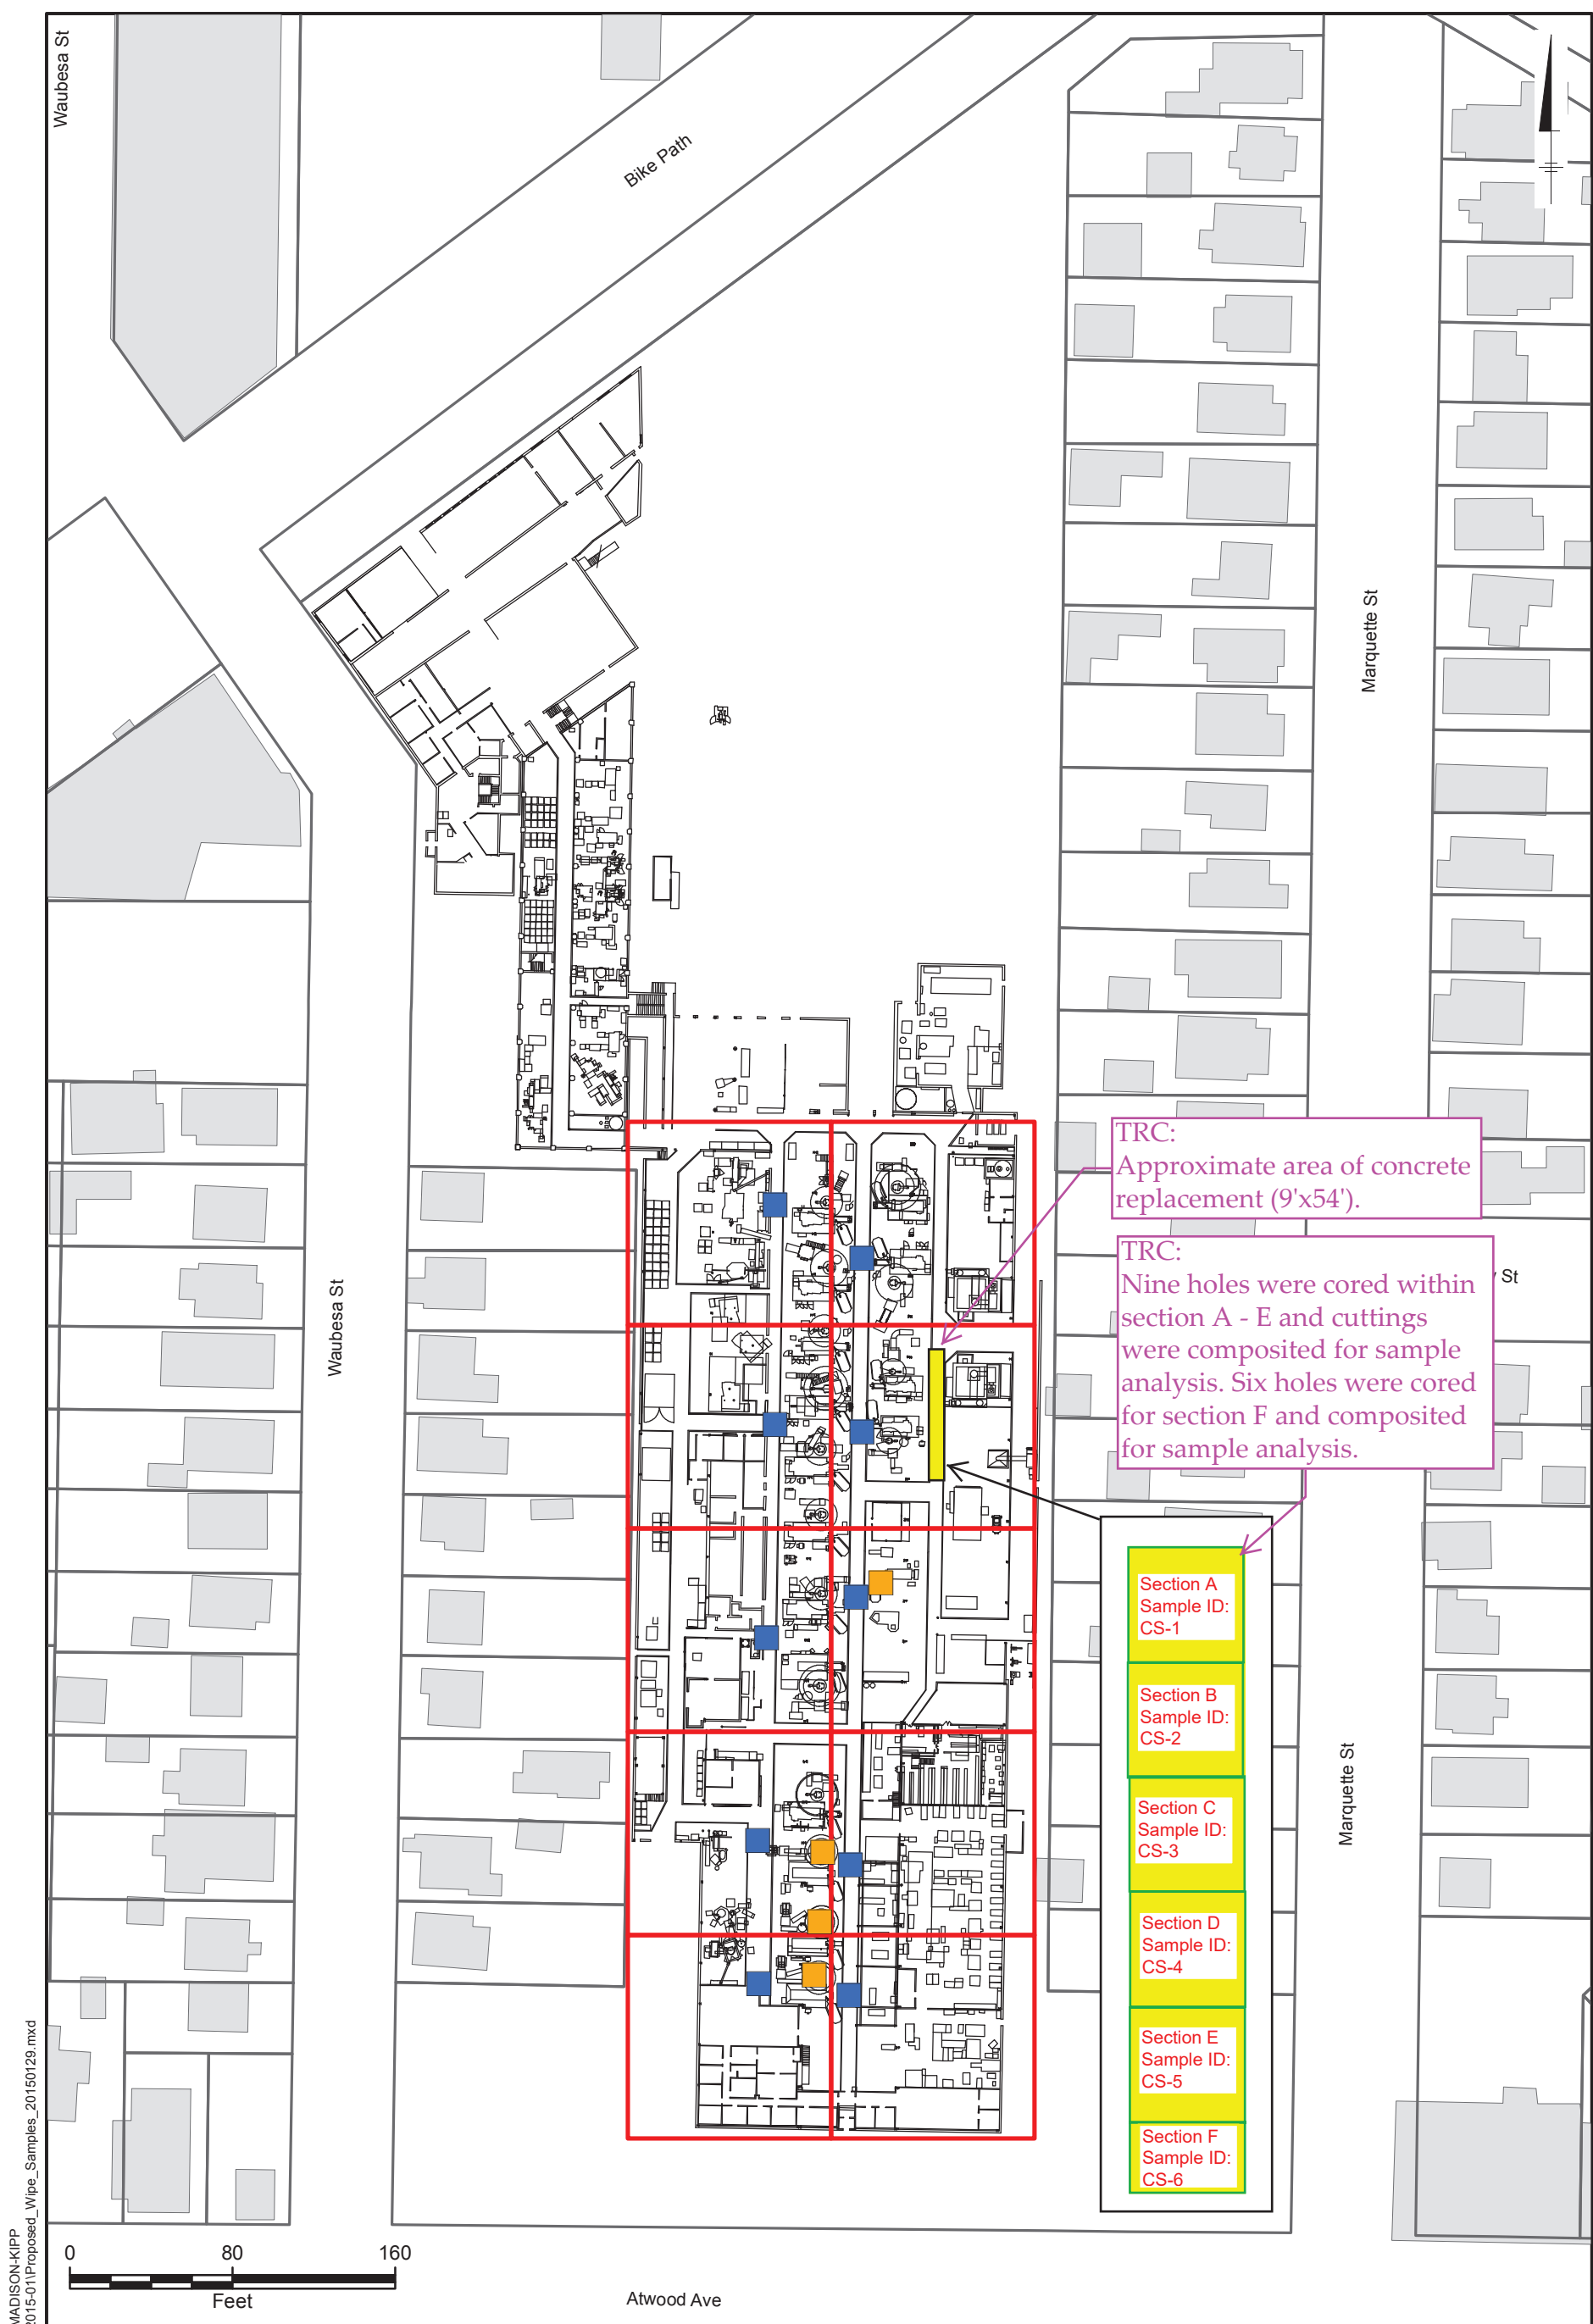 Waubesa St
Bike Path
Marquette St
TRC:
Approximate area of concrete
replacement (9'x54').
TRC:
Nine holes were cored within
section A - E and cuttings
were composited for sample
analysis. Six holes were cored
for section F and composited
for sample analysis.
St
Waubesa St
Section A
Sample ID:
CS-1
Section B
Sample ID:
CS-2
Marquette St
Section C
Sample ID:
CS-3
Section D
Sample ID:
CS-4
Section E
Sample ID:
CS-5
Section F
Sample ID:
CS-6
MADISON-KIPP
2015-01\Proposed_Wipe_Samples_20150129.mxd
0 80 160
Feet
Atwood Ave